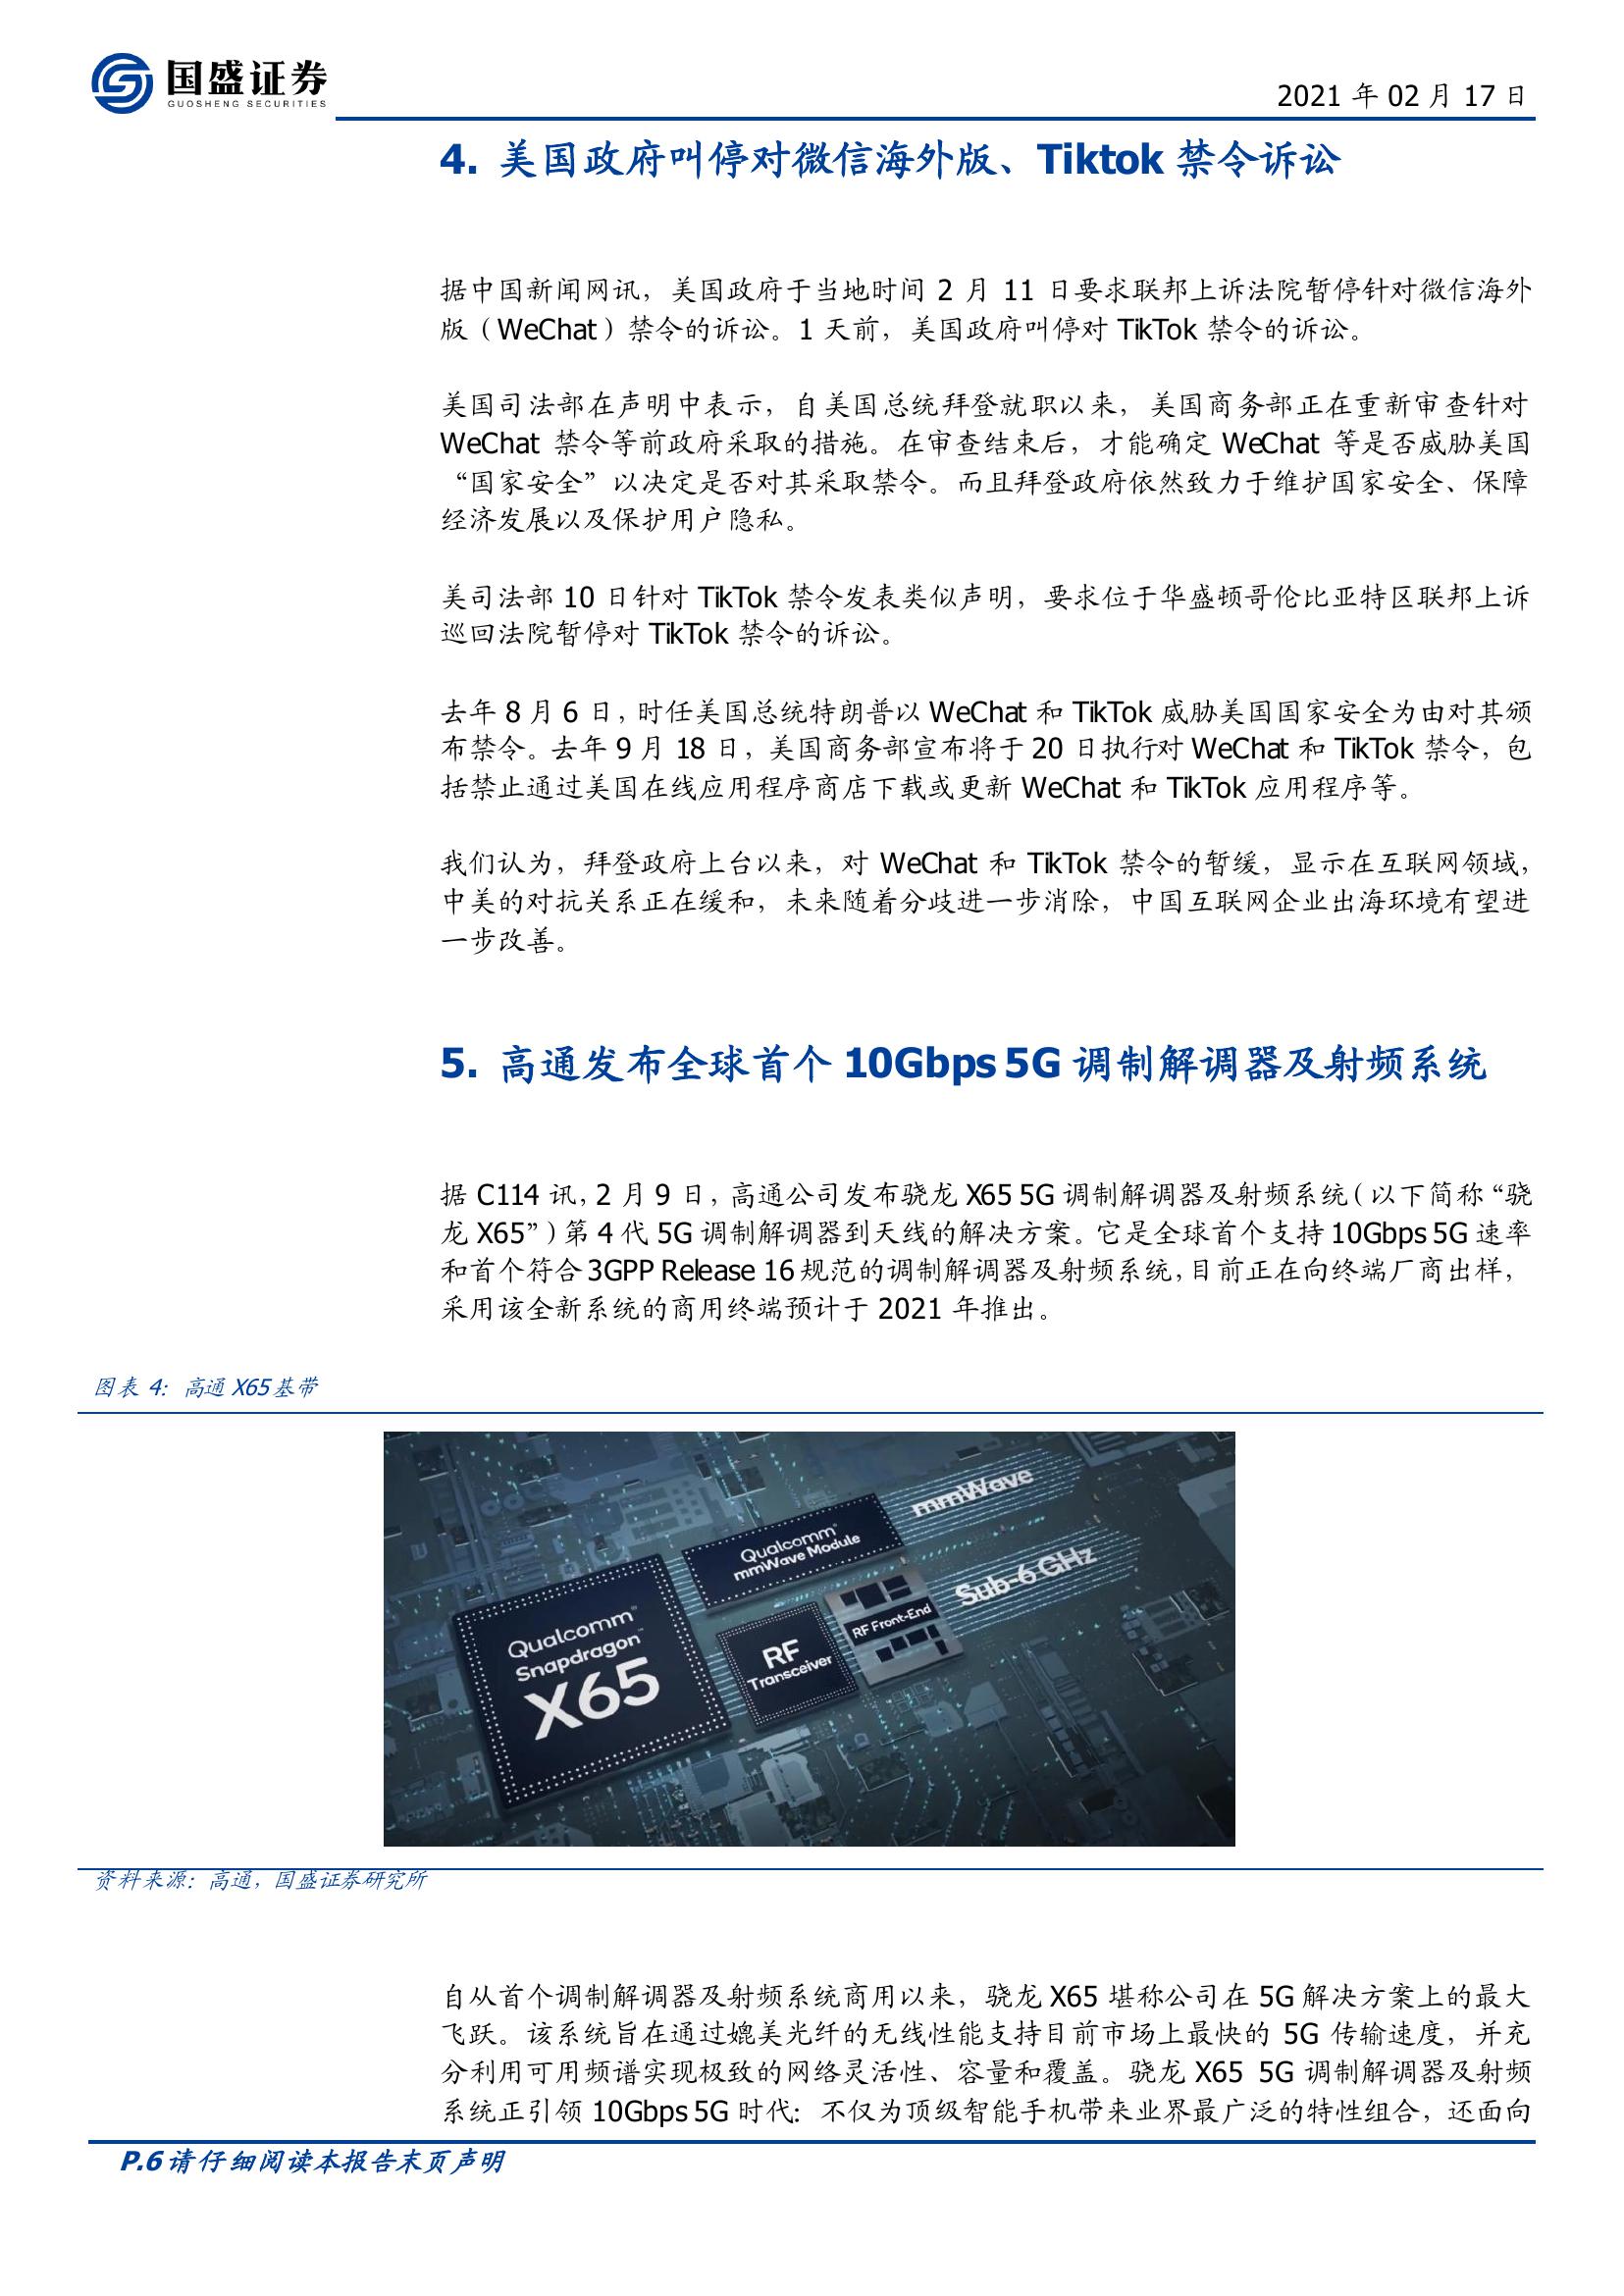 国盛证券
GUOSHENG SECURITIES
2021 年 02 月 17 日
4. 美国政府叫停对微信海外版、Tiktok 禁令诉讼
据中国新闻网讯，美国政府于当地时间 2 月 11 日要求联邦上诉法院暂停针对微信海外
版（WeChat）禁令的诉讼。1 天前，美国政府叫停对 TikTok 禁令的诉讼。
美国司法部在声明中表示，自美国总统拜登就职以来，美国商务部正在重新审查针对
WeChat 禁令等前政府采取的措施。在审查结束后，才能确定 WeChat 等是否威胁美国
“国家安全”以决定是否对其采取禁令。而且拜登政府依然致力于维护国家安全、保障
经济发展以及保护用户隐私。
美司法部 10 日针对 TikTok 禁令发表类似声明，要求位于华盛顿哥伦比亚特区联邦上诉
巡回法院暂停对 TikTok 禁令的诉讼。
去年 8 月 6 日，时任美国总统特朗普以 WeChat 和 TikTok 威胁美国国家安全为由对其颁
布禁令。去年 9 月 18 日，美国商务部宣布将于 20 日执行对 WeChat 和 TikTok 禁令，包
括禁止通过美国在线应用程序商店下载或更新 WeChat 和 TikTok 应用程序等。
我们认为，拜登政府上台以来，对 WeChat 和 TikTok 禁令的暂缓，显示在互联网领域，
中美的对抗关系正在缓和，未来随着分歧进一步消除，中国互联网企业出海环境有望进
一步改善。
5. 高通发布全球首个 10Gbps 5G 调制解调器及射频系统
据 C114 讯，2 月 9 日，高通公司发布骁龙 X65 5G 调制解调器及射频系统（以下简称“骁
龙 X65”）第 4 代 5G 调制解调器到天线的解决方案。它是全球首个支持 10Gbps 5G 速率
和首个符合 3GPP Release 16 规范的调制解调器及射频系统，目前正在向终端厂商出样，
采用该全新系统的商用终端预计于 2021 年推出。
图表 4：高通 X65 基带
mmWave
Qualcomm®
mmWave Module
Sub-6 GHz
RF Front-End
Qualcomm™
Snapdragon™
X65
RF
Transceiver
资料来源：高通，国盛证券研究所
自从首个调制解调器及射频系统商用以来，骁龙 X65 堪称公司在 5G 解决方案上的最大
飞跃。该系统旨在通过媲美光纤的无线性能支持目前市场上最快的 5G 传输速度，并充
分利用可用频谱实现极致的网络灵活性、容量和覆盖。骁龙 X65 5G 调制解调器及射频
系统正引领 10Gbps 5G 时代：不仅为顶级智能手机带来业界最广泛的特性组合，还面向
P.6 请仔细阅读本报告末页声明